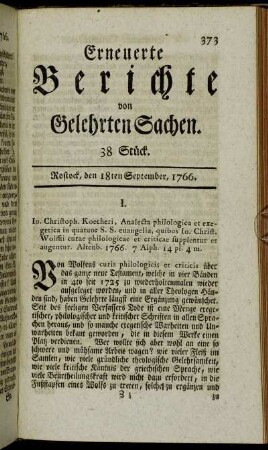 373
Erneuerte
Berichte
von
Gelehrten Sachen.
38 Stück.
Rostock, den 18ten September, 1766.
I.
Io. Christoph. Koecheri, Analecta philologica et exe-
getica in quatuor S. S. euangelia, quibus Io. Christ.
Wolfii curae philologicae et criticae supplentur et
augentur. Altenb. 1766. 7 Alph. 14 pl. 4 m.
Von Wolfens curis philologicis et criticis über
das ganze neue Testament, welche in vier Bänden
in 4to seit 1725 zu wiederholtenmalen wieder
aufgeleget worden, und in aller Theologen Hän-
den sind, haben Gelehrte längst eine Ergänzung gewünschet.
Seit des seeligen Verfassers Tode ist eine Menge exege-
tischer, philologischer und kritischer Schriften in allen Spra-
chen heraus, und so manche exegetische Warheiten und Un-
warheiten bekant geworden, die in diesem Werke einen
Platz verdienen. Wer wollte sich aber wohl an eine so
schwere und mühsame Arbeit wagen? wie vieler Fleiß im
Samlen, wie viele gründliche theologische Gelehrsamkeit,
wie viele kritische Käntnis der griechischen Sprache, wie
viele Beurtheilungskraft wird nicht dazu erfordert, in die
Fußstapfen eines Wolfs zu treten, solchen zu ergänzen und
zu